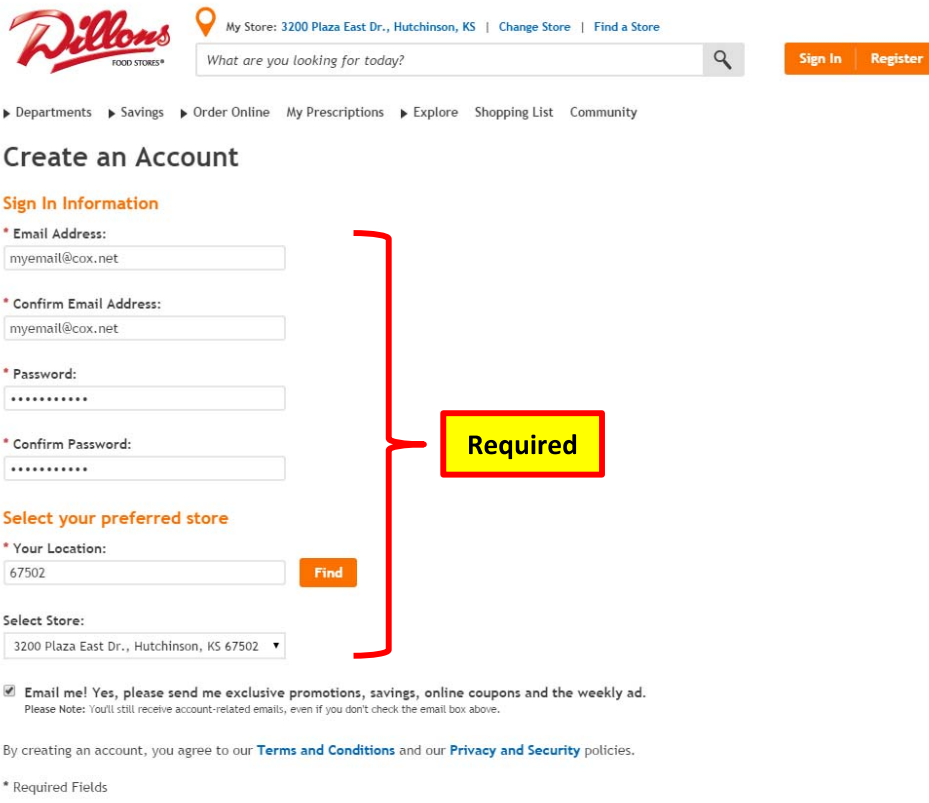 Dillons
FOOD STORES®
My Store: 3200 Plaza East Dr., Hutchinson, KS | Change Store | Find a Store
What are you looking for today?
Sign In | Register
Departments Savings Order Online My Prescriptions Explore Shopping List Community
Create an Account
Sign In Information
* Email Address:
myemail@cox.net
* Confirm Email Address:
myemail@cox.net
* Password:
•••••••••••
* Confirm Password:
•••••••••••
Required
Select your preferred store
* Your Location:
67502 Find
Select Store:
3200 Plaza East Dr., Hutchinson, KS 67502
Email me! Yes, please send me exclusive promotions, savings, online coupons and the weekly ad.
Please Note: You'll still receive account-related emails, even if you don't check the email box above.
By creating an account, you agree to our Terms and Conditions and our Privacy and Security policies.
* Required Fields